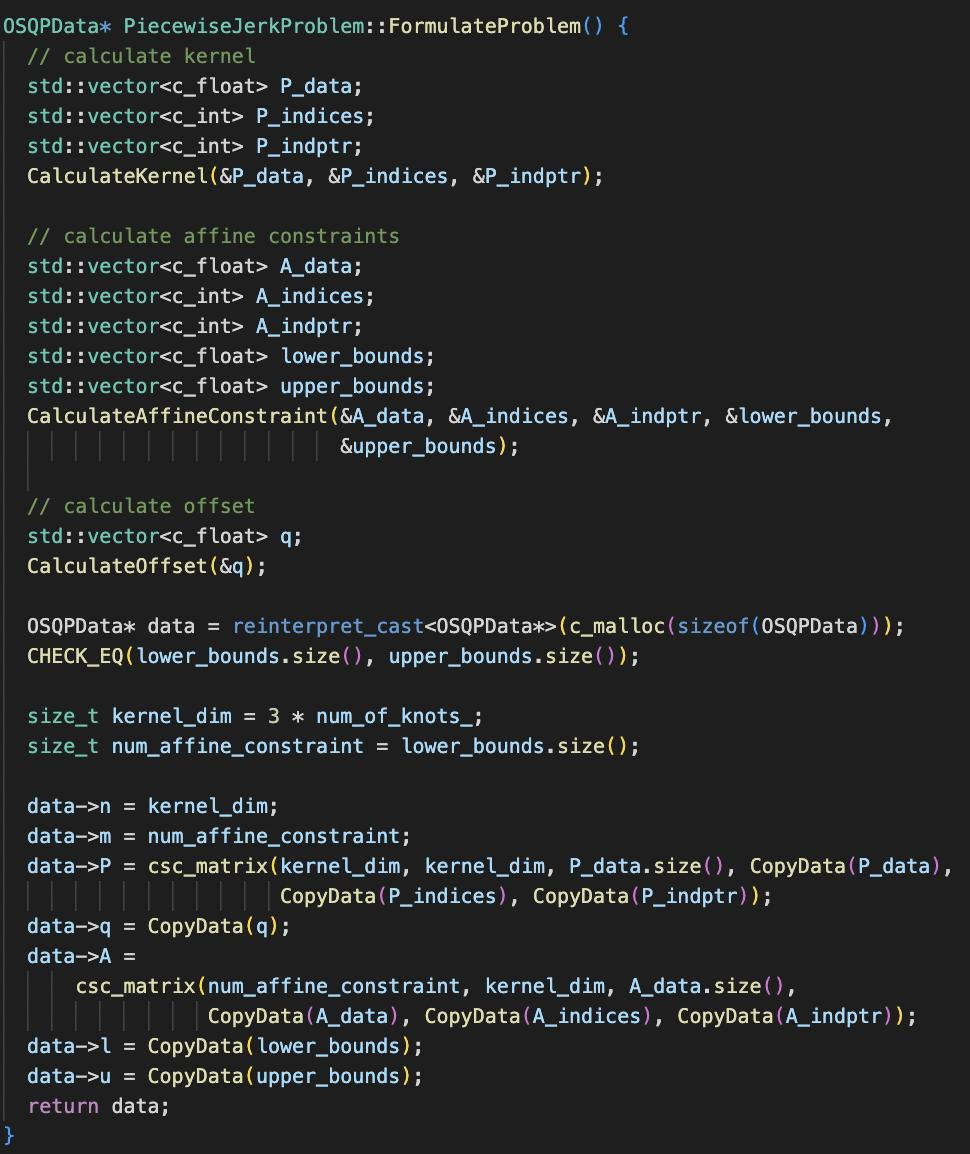 OSQPData* PiecewiseJerkProblem::FormulateProblem() {
// calculate kernel
std::vector<c_float> P_data;
std::vector<c_int> P_indices;
std::vector<c_int> P_indptr;
CalculateKernel(&P_data, &P_indices, &P_indptr);
// calculate affine constraints
std::vector<c_float> A_data;
std::vector<c_int> A_indices;
std::vector<c_int> A_indptr;
std::vector<c_float> lower_bounds;
std::vector<c_float> upper_bounds;
CalculateAffineConstraint(&A_data, &A_indices, &A_indptr, &lower_bounds,
&upper_bounds);
// calculate offset
std::vector<c_float> q;
CalculateOffset(&q);
OSQPData* data = reinterpret_cast<OSQPData*>(c_malloc(sizeof(OSQPData)));
CHECK_EQ(lower_bounds.size(), upper_bounds.size());
size_t kernel_dim = 3 * num_of_knots_;
size_t num_affine_constraint = lower_bounds.size();
data->n = kernel_dim;
data->m = num_affine_constraint;
data->P = csc_matrix(kernel_dim, kernel_dim, P_data.size(), CopyData(P_data),
CopyData(P_indices), CopyData(P_indptr));
data->q = CopyData(q);
data->A =
csc_matrix(num_affine_constraint, kernel_dim, A_data.size(),
CopyData(A_data), CopyData(A_indices), CopyData(A_indptr));
data->l = CopyData(lower_bounds);
data->u = CopyData(upper_bounds);
return data;
}